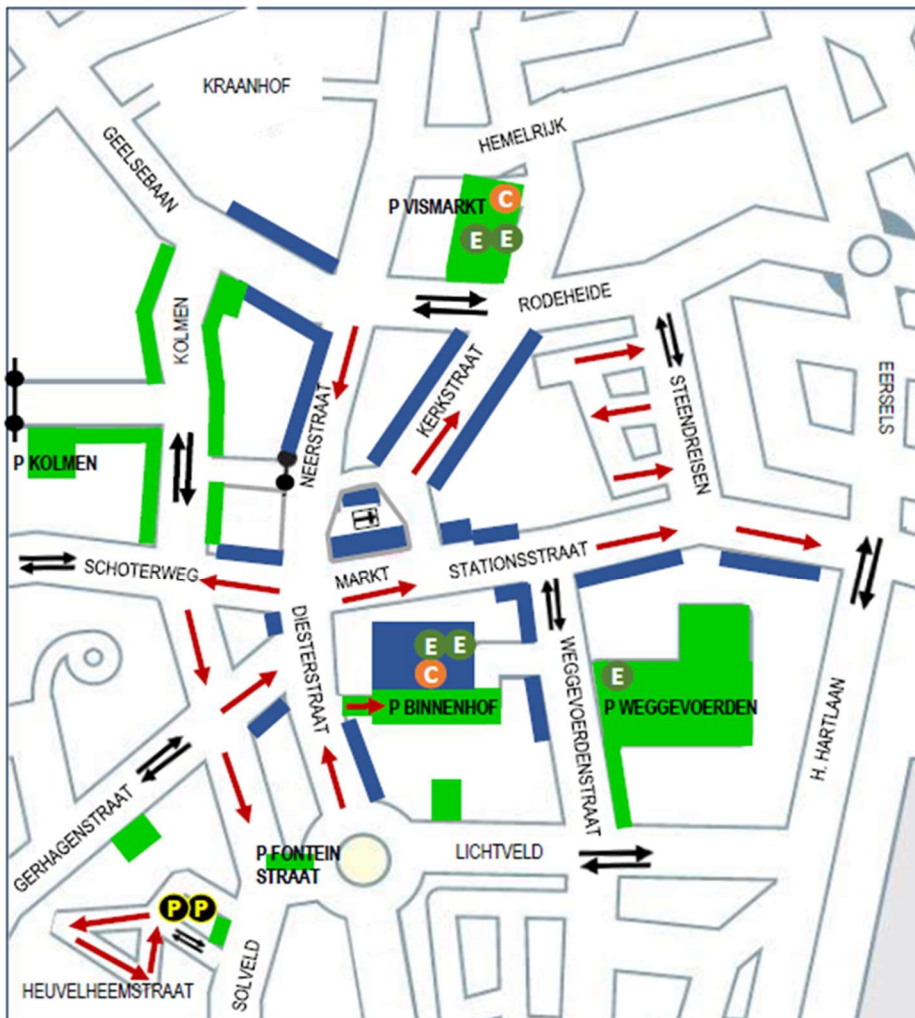 KRAANHOF
GEELSEBAAN
HEMELRIJK
P VISMARKT
C
E E
RODEHEIDE
KOLMEN
NEERSTRAAT
KERKSTRAAT
STEENDREISEN
EERSELS
P KOLMEN
SCHOTERWEG
MARKT
STATIONSSTRAAT
DIESTERSTRAAT
E E
C
P BINNENHOF
WEGGEVOERDENSTRAAT
E
P WEGGEVOERDEN
H. HARTLAAN
GERHAGENSTRAAT
P FONTEIN
STRAAT
LICHTVELD
P P
HEUVELHEEMSTRAAT
SOLVELD